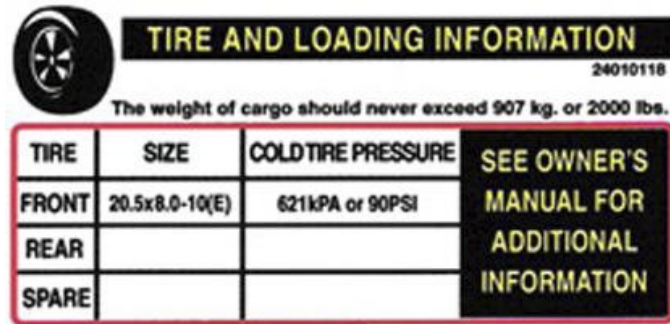 TIRE AND LOADING INFORMATION
24010118
The weight of cargo should never exceed 907 kg. or 2000 lbs.
TIRE SIZE COLD TIRE PRESSURE
FRONT 20.5x8.0-10(E) 621kPA or 90PSI
REAR
SPARE
SEE OWNER'S
MANUAL FOR
ADDITIONAL
INFORMATION